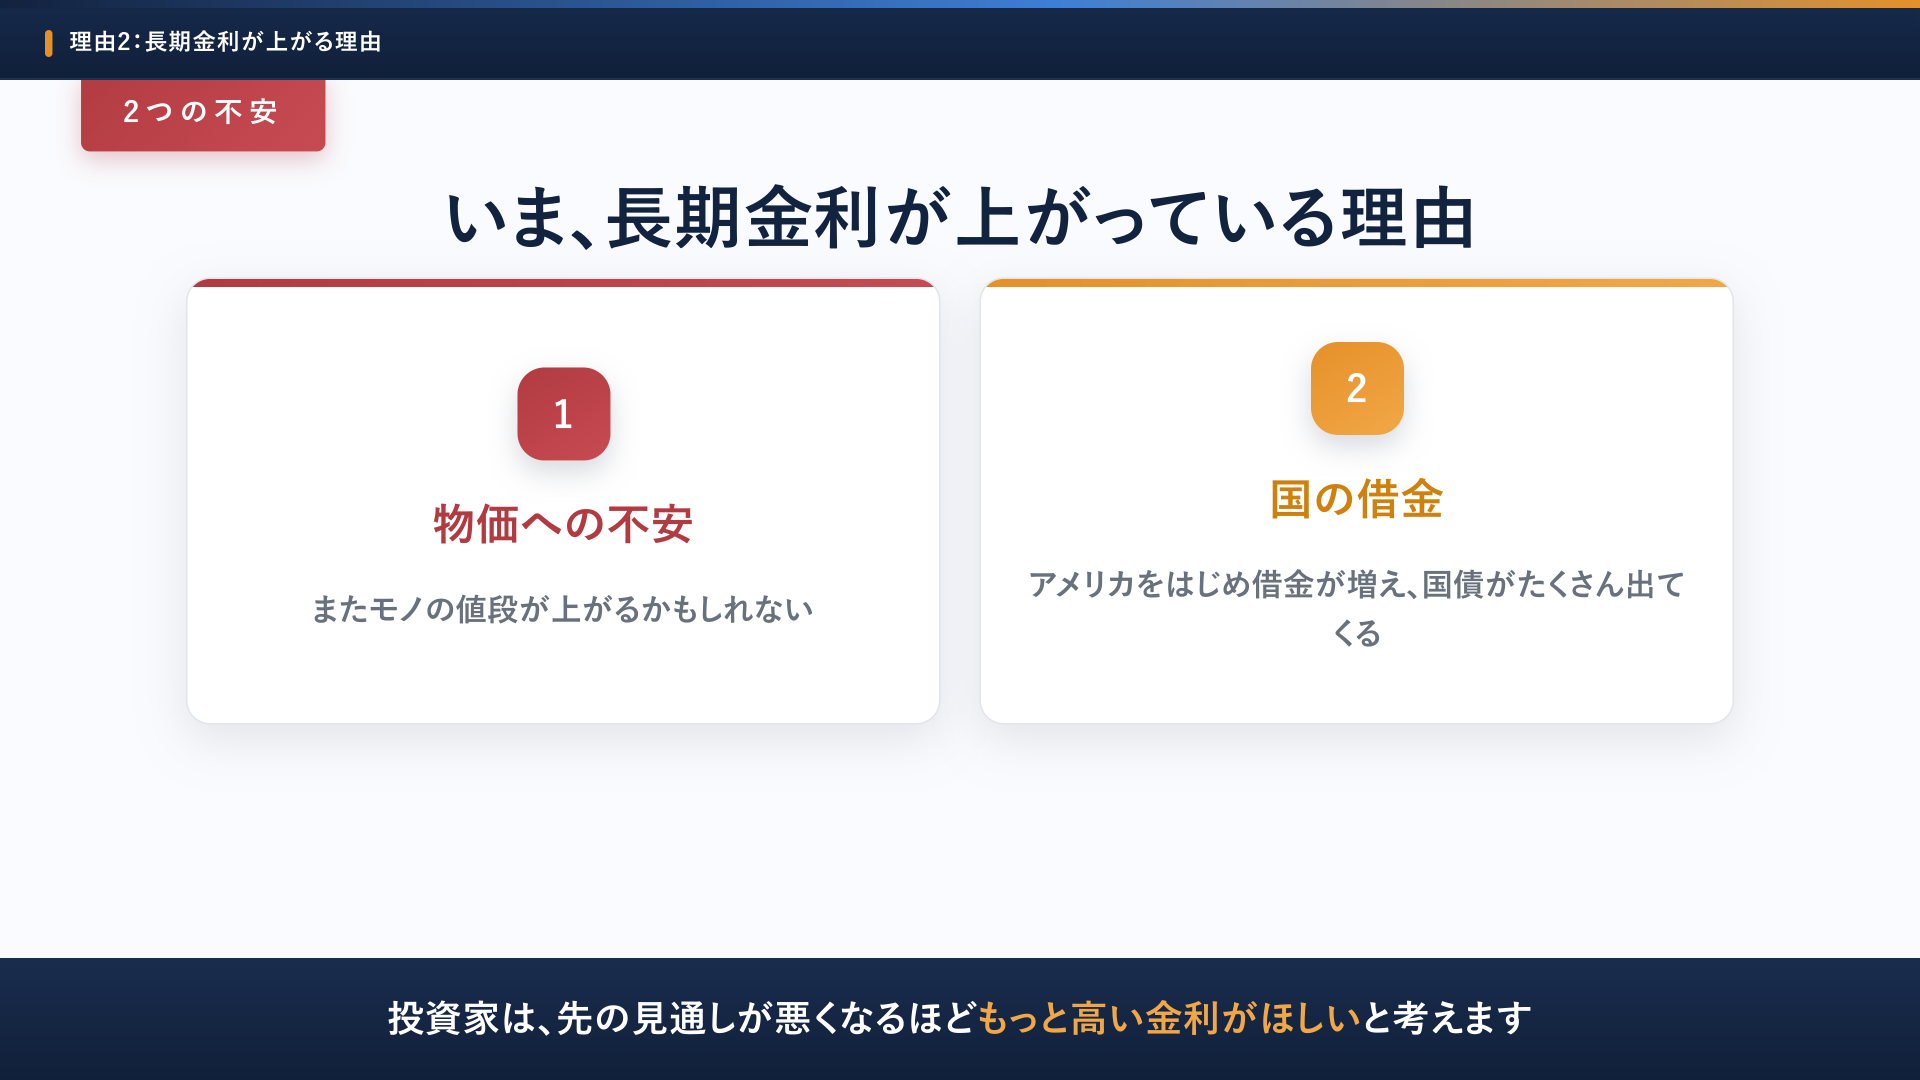 理由2：長期金利が上がる理由
2つの不安
いま、長期金利が上がっている理由
1
物価への不安
またモノの値段が上がるかもしれない
2
国の借金
アメリカをはじめ借金が増え、国債がたくさん出て
くる
投資家は、先の見通しが悪くなるほどもっと高い金利がほしいと考えます